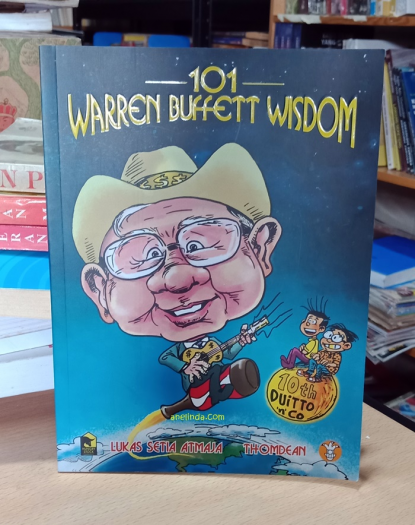 101
WARREN BUFFETT WISDOM
$$$
10th
DUITTO
'n' CO
anelinda.Com
LUKAS SETIA ATMAJA THOMDEAN